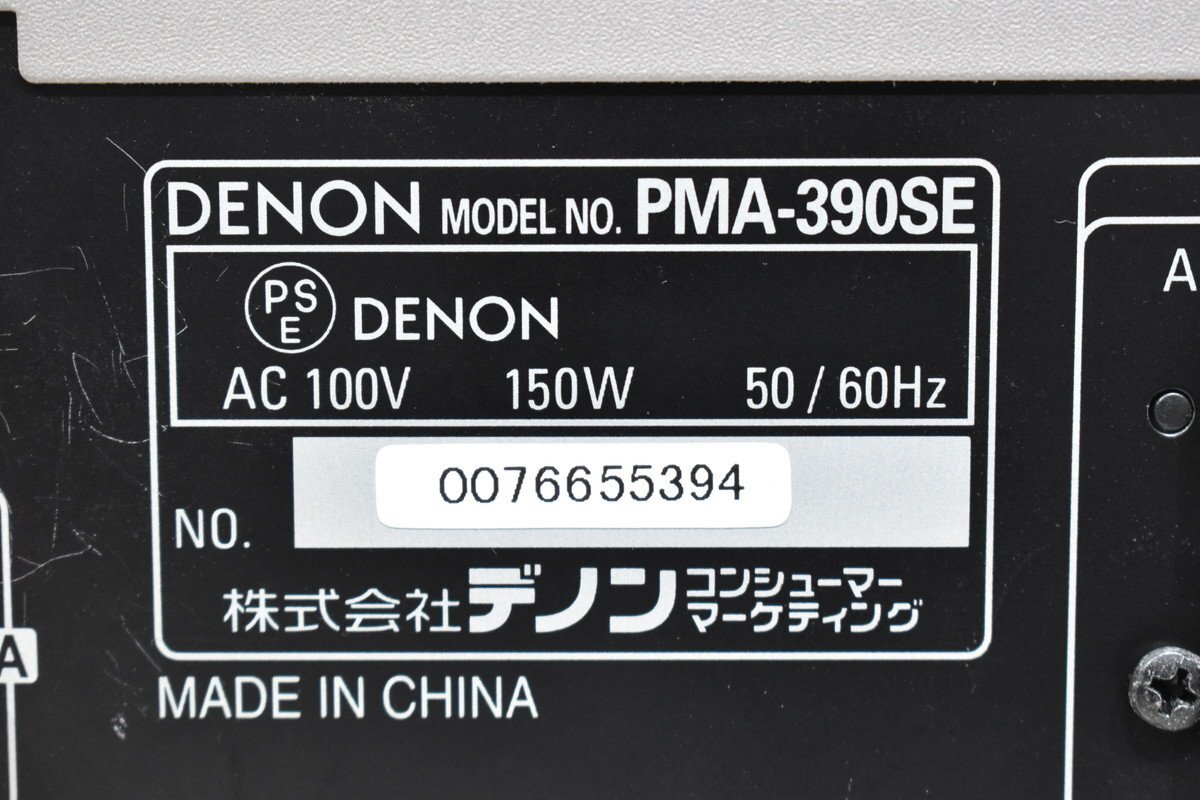 DENON MODEL NO. PMA-390SE
PS
E
DENON
AC 100V 150W 50 / 60Hz
NO. 0076655394
株式会社デノン コンシューマー
マーケティング
MADE IN CHINA
A
A